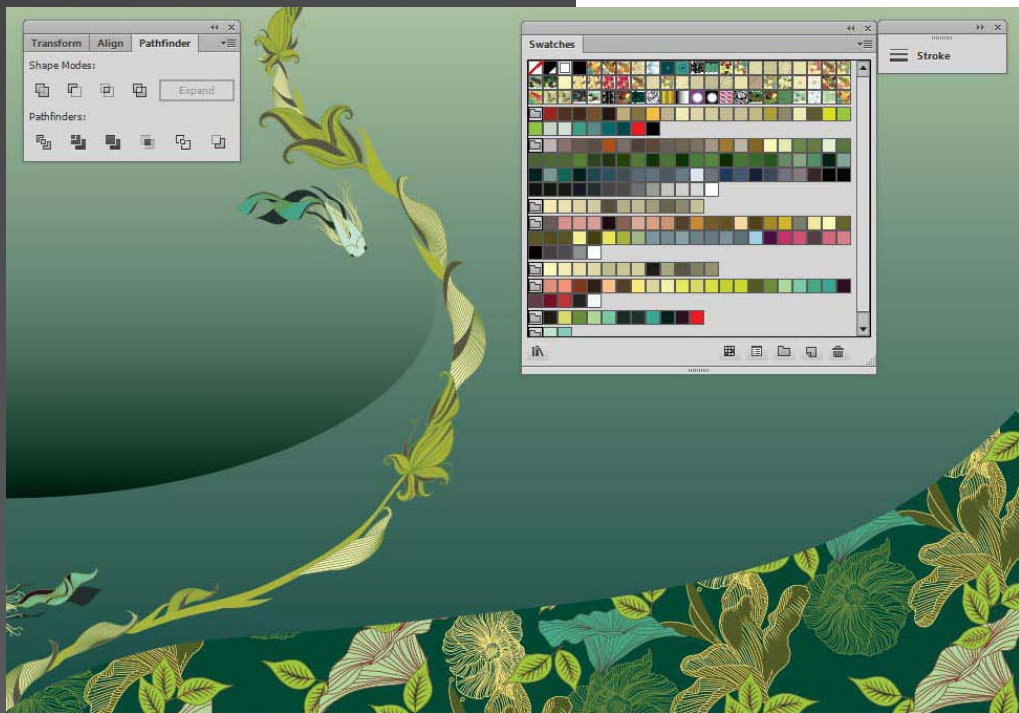 Transform
Align
Pathfinder
Shape Modes:
Expand
Pathfinders:
Swatches
Stroke